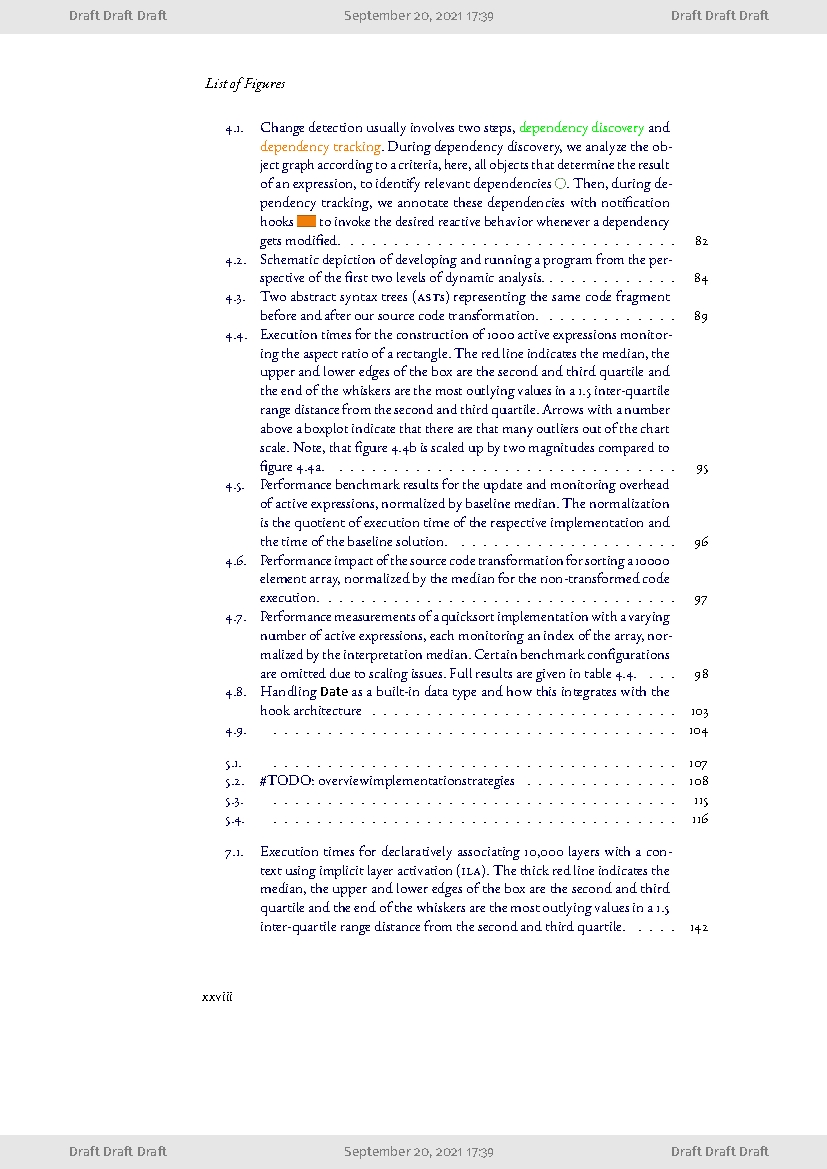 Draft Draft Draft September 20, 2021 17:39 Draft Draft Draft
List of Figures
4.1. Change detection usually involves two steps, dependency discovery and
dependency tracking. During dependency discovery, we analyze the ob-
ject graph according to a criteria, here, all objects that determine the result
of an expression, to identify relevant dependencies ○. Then, during de-
pendency tracking, we annotate these dependencies with notification
hooks to invoke the desired reactive behavior whenever a dependency
gets modified. . . . . . . . . . . . . . . . . . . . . . . . . . . . . . . 82
4.2. Schematic depiction of developing and running a program from the per-
spective of the first two levels of dynamic analysis. . . . . . . . . . . . 84
4.3. Two abstract syntax trees (ASTs) representing the same code fragment
before and after our source code transformation. . . . . . . . . . . . 89
4.4. Execution times for the construction of 1000 active expressions monitor-
ing the aspect ratio of a rectangle. The red line indicates the median, the
upper and lower edges of the box are the second and third quartile and
the end of the whiskers are the most outlying values in a 1.5 inter-quartile
range distance from the second and third quartile. Arrows with a number
above a boxplot indicate that there are that many outliers out of the chart
scale. Note, that figure 4.4b is scaled up by two magnitudes compared to
figure 4.4a. . . . . . . . . . . . . . . . . . . . . . . . . . . . . . . . 95
4.5. Performance benchmark results for the update and monitoring overhead
of active expressions, normalized by baseline median. The normalization
is the quotient of execution time of the respective implementation and
the time of the baseline solution. . . . . . . . . . . . . . . . . . . . . 96
4.6. Performance impact of the source code transformation for sorting a 10000
element array, normalized by the median for the non-transformed code
execution. . . . . . . . . . . . . . . . . . . . . . . . . . . . . . . . . 97
4.7. Performance measurements of a quicksort implementation with a varying
number of active expressions, each monitoring an index of the array, nor-
malized by the interpretation median. Certain benchmark configurations
are omitted due to scaling issues. Full results are given in table 4.4. . . . 98
4.8. Handling Date as a built-in data type and how this integrates with the
hook architecture . . . . . . . . . . . . . . . . . . . . . . . . . . . . 103
4.9. . . . . . . . . . . . . . . . . . . . . . . . . . . . . . . . . . . . . . 104
5.1. . . . . . . . . . . . . . . . . . . . . . . . . . . . . . . . . . . . . . 107
5.2. #TODO: overviewimplementationstrategies . . . . . . . . . . . . . . 108
5.3. . . . . . . . . . . . . . . . . . . . . . . . . . . . . . . . . . . . . . 115
5.4. . . . . . . . . . . . . . . . . . . . . . . . . . . . . . . . . . . . . . 116
7.1. Execution times for declaratively associating 10,000 layers with a con-
text using implicit layer activation (ILA). The thick red line indicates the
median, the upper and lower edges of the box are the second and third
quartile and the end of the whiskers are the most outlying values in a 1.5
inter-quartile range distance from the second and third quartile. . . . . 142
xxviii
Draft Draft Draft September 20, 2021 17:39 Draft Draft Draft